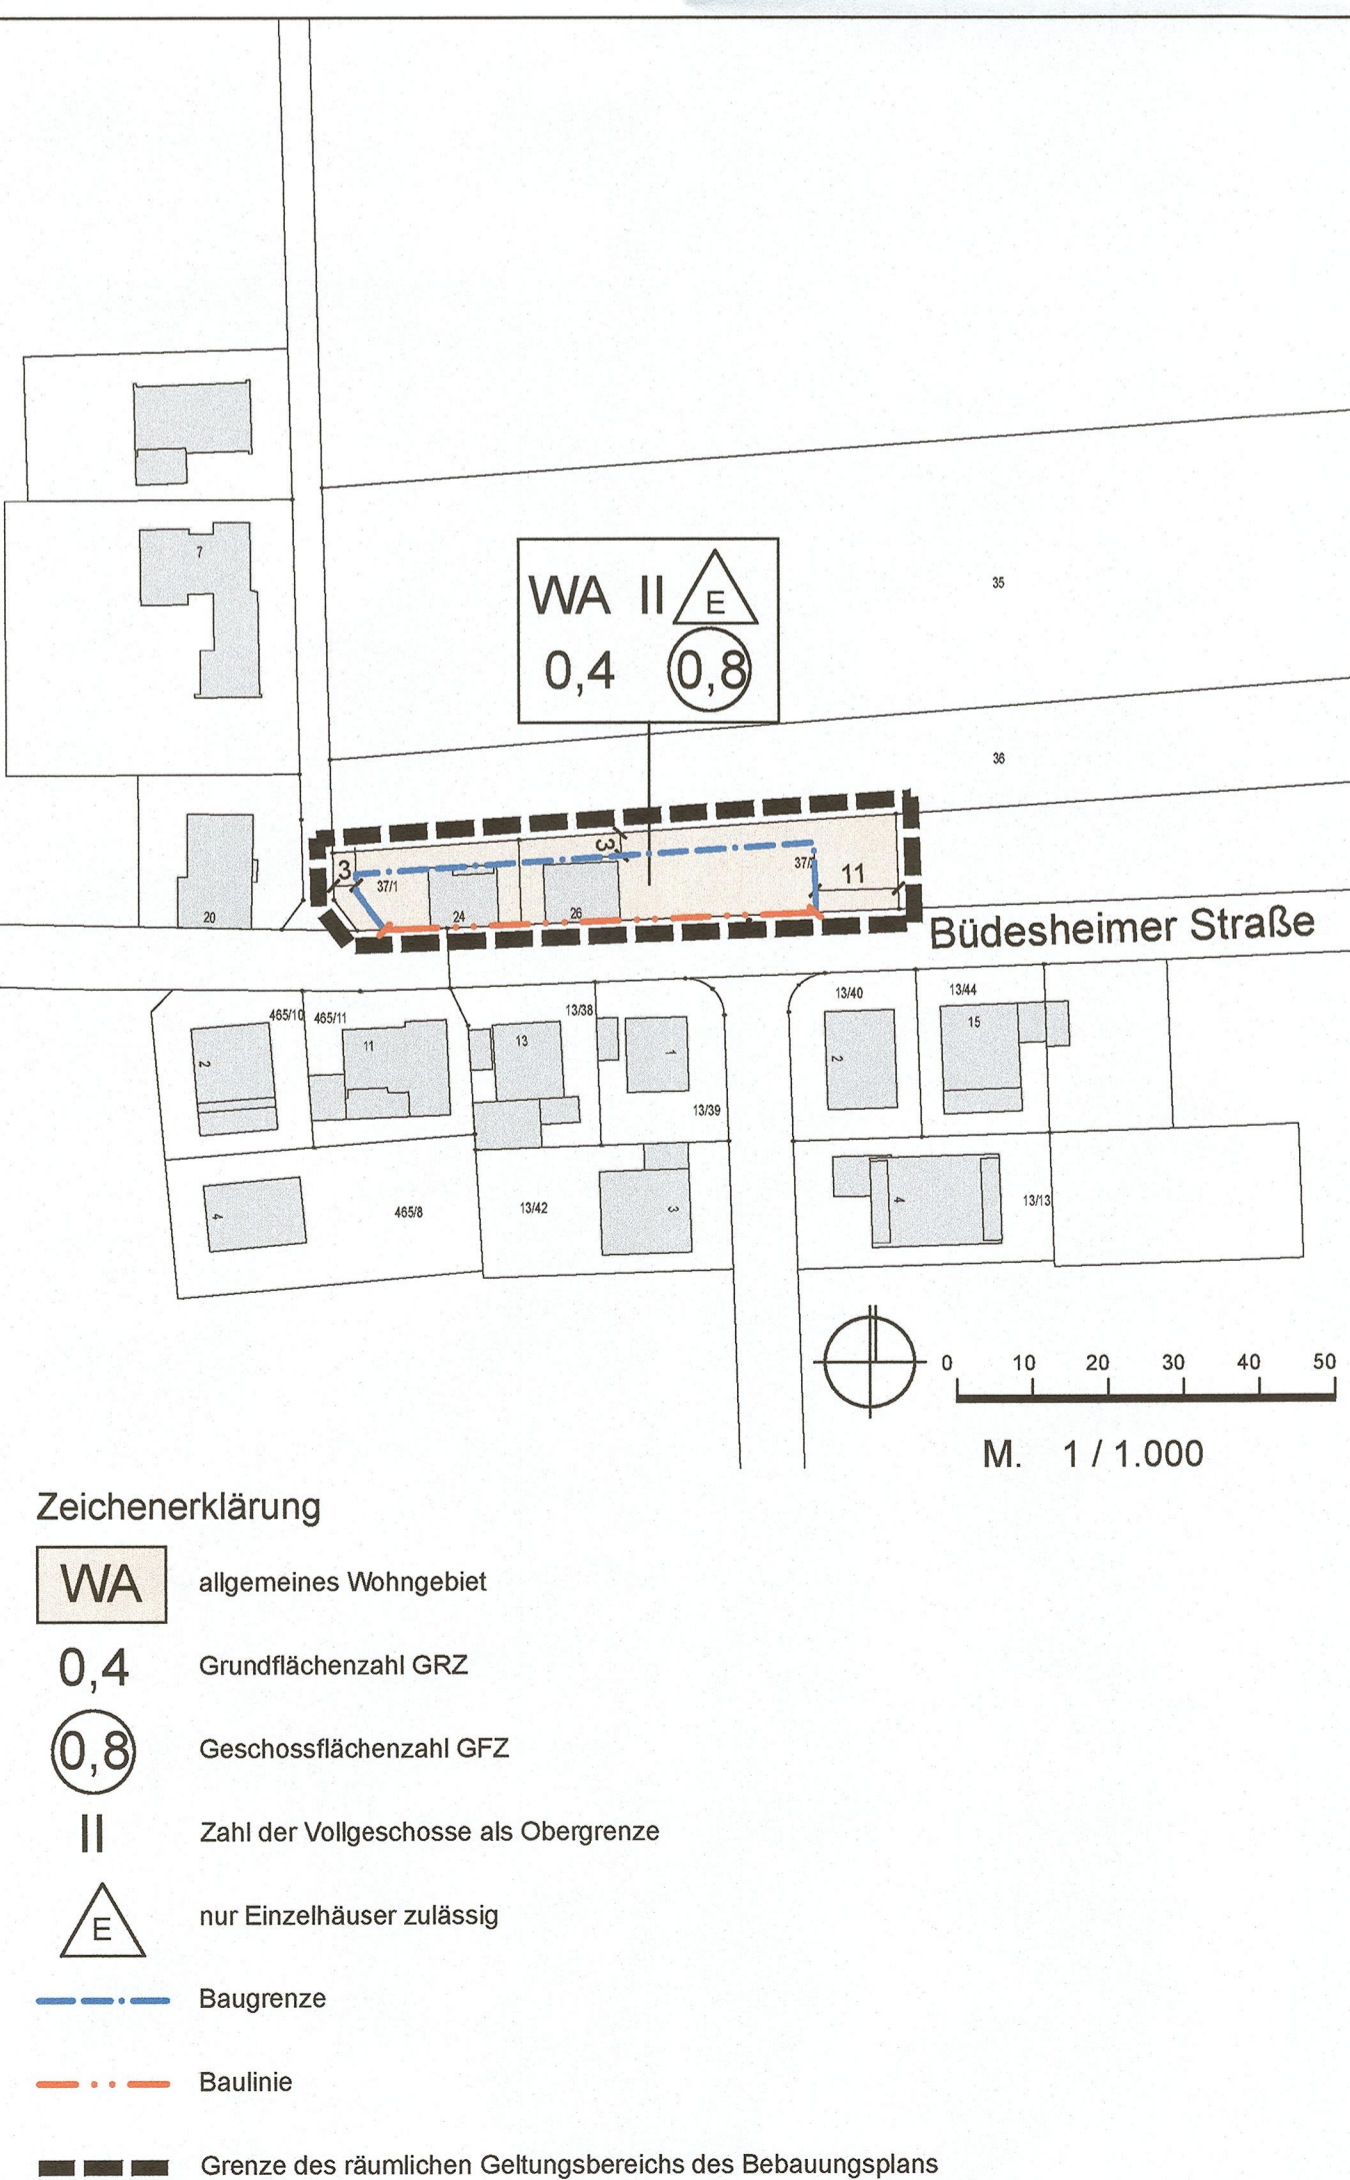 7
35
WA II E
0,4 0,8
36
3
3
37/1
37/
11
24
26
20
Büdesheimer Straße
465/10
465/11
13/38
13/40
13/44
2
11
13
1
2
15
13/39
4
465/8
13/42
3
4
13/13
0 10 20 30 40 50
M. 1 / 1.000
Zeichenerklärung
WA allgemeines Wohngebiet
0,4 Grundflächenzahl GRZ
0,8 Geschossflächenzahl GFZ
II Zahl der Vollgeschosse als Obergrenze
E nur Einzelhäuser zulässig
Baugrenze
Baulinie
Grenze des räumlichen Geltungsbereichs des Bebauungsplans